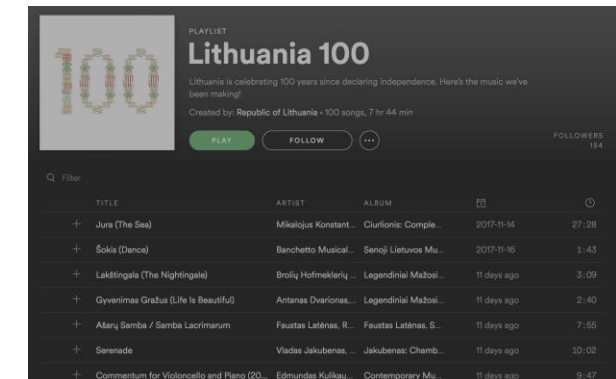 PLAYLIST
Lithuania 100
Lithuania is celebrating 100 years since declaring independence. Here's the music we've
been making!
Created by: Republic of Lithuania • 100 songs, 7 hr 44 min
PLAY FOLLOW
FOLLOWERS
154
Filter
TITLE ARTIST ALBUM
Jura (The Sea) Mikalojus Konstant... Ciurlionis: Comple... 2017-11-14 27:28
Šokis (Dance) Banchetto Musical... Senoji Lietuvos Mu... 2017-11-16 1:43
Lakštingala (The Nightingale) Brolių Hofmeklerių ... Legendiniai Mažosi... 11 days ago 3:09
Gyvenimas Gražus (Life Is Beautiful) Antanas Dvarionas,... Legendiniai Mažosi... 11 days ago 2:40
Ašarų Samba / Samba Lacrimarum Faustas Latėnas, R... Faustas Latėnas. S... 11 days ago 7:55
Serenade Vladas Jakubėnas, ... Jakubenas: Chamb... 11 days ago 10:02
Commentum for Violoncello and Piano (20... Edmundas Kulikau... Contemporary Mu... 11 days ago 9:47